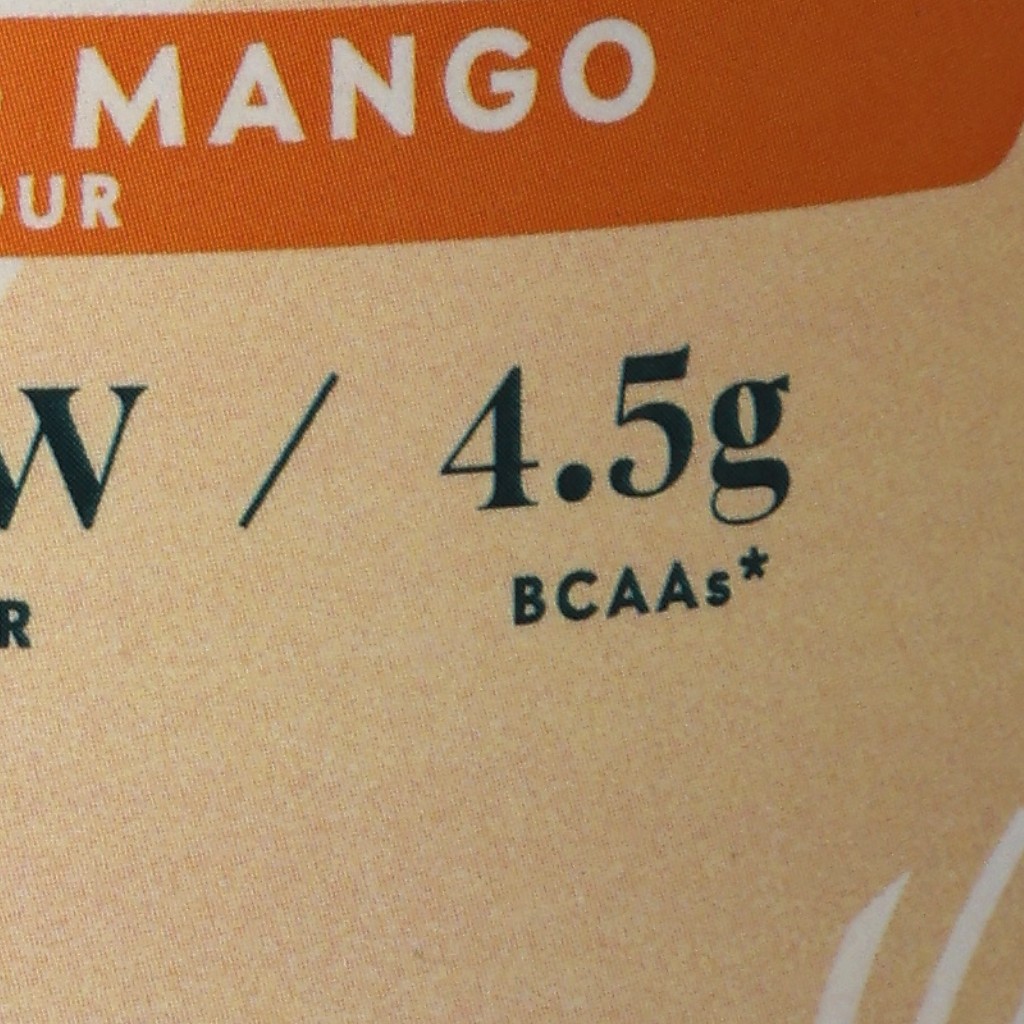 MANGO
OUR
W / 4.5g
R BCAAs*